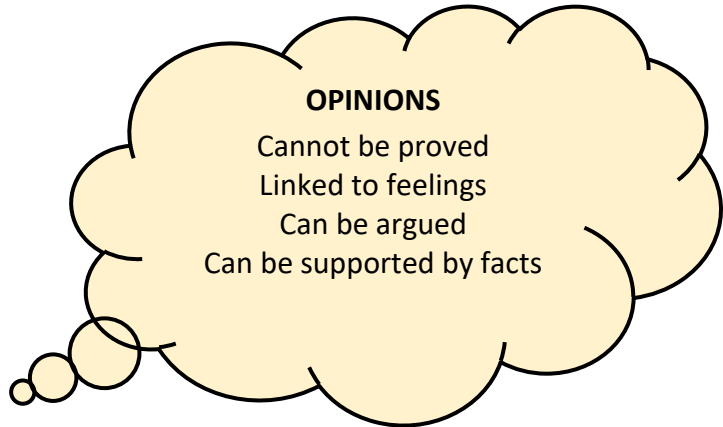 OPINIONS
Cannot be proved
Linked to feelings
Can be argued
Can be supported by facts